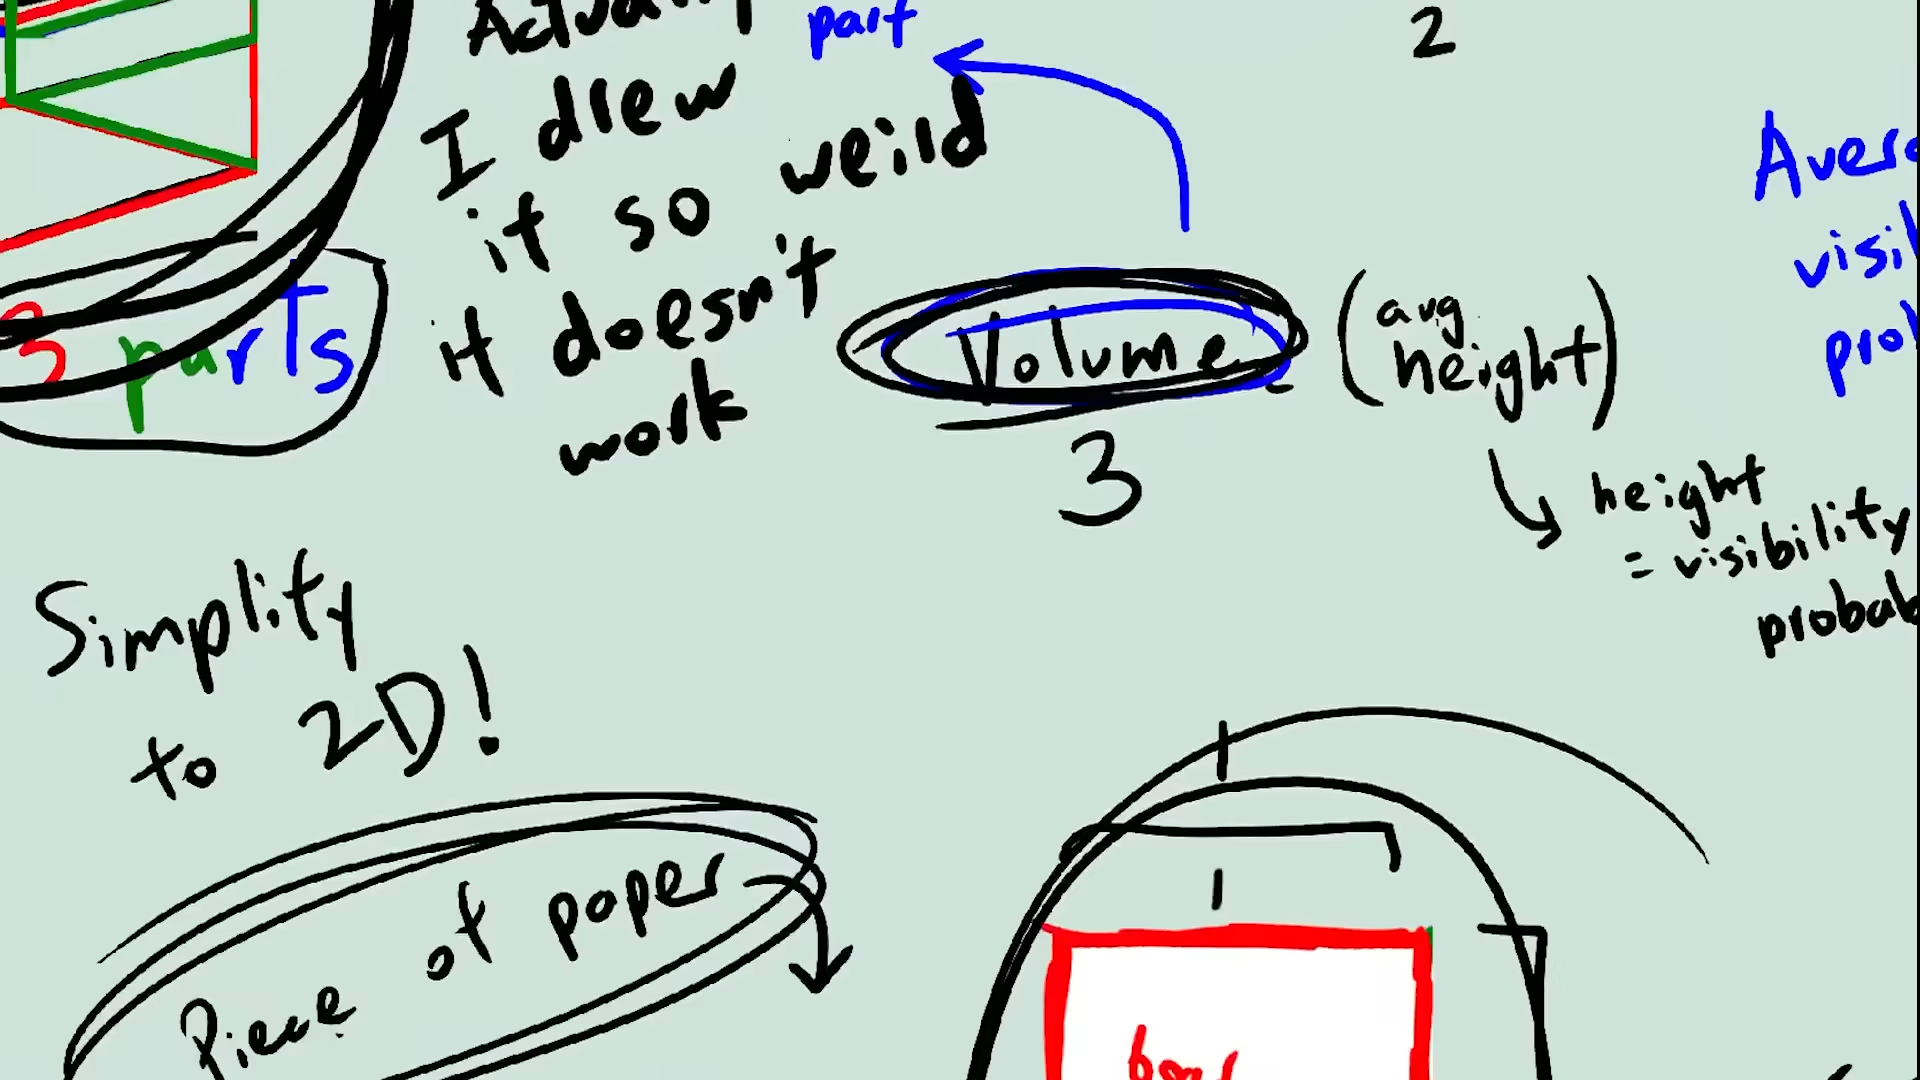 part
I drew
it so weird
it doesn't
work
2
Volume
3
(avg
height)
height
= visibility
3 parts
Simplify
to 2D!
Piece of paper
1
1